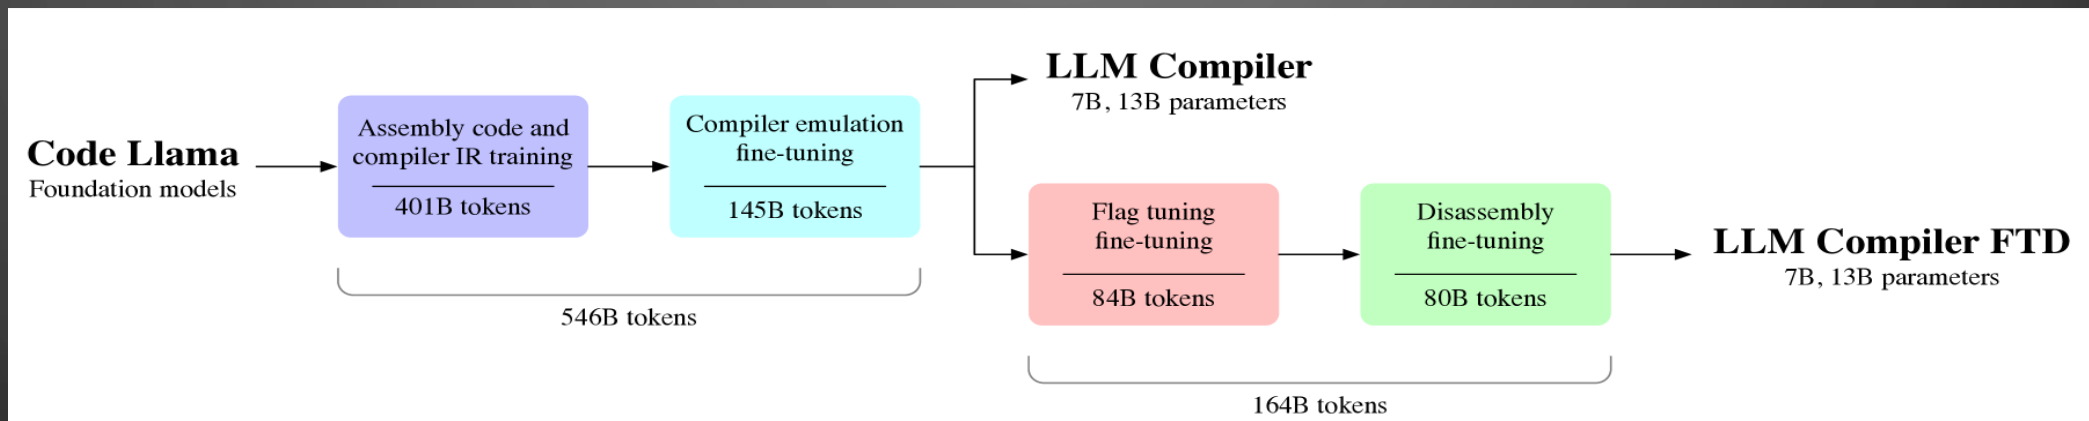 Code Llama
Foundation models
Assembly code and
compiler IR training
401B tokens
Compiler emulation
fine-tuning
145B tokens
546B tokens
LLM Compiler
7B, 13B parameters
Flag tuning
fine-tuning
84B tokens
Disassembly
fine-tuning
80B tokens
164B tokens
LLM Compiler FTD
7B, 13B parameters